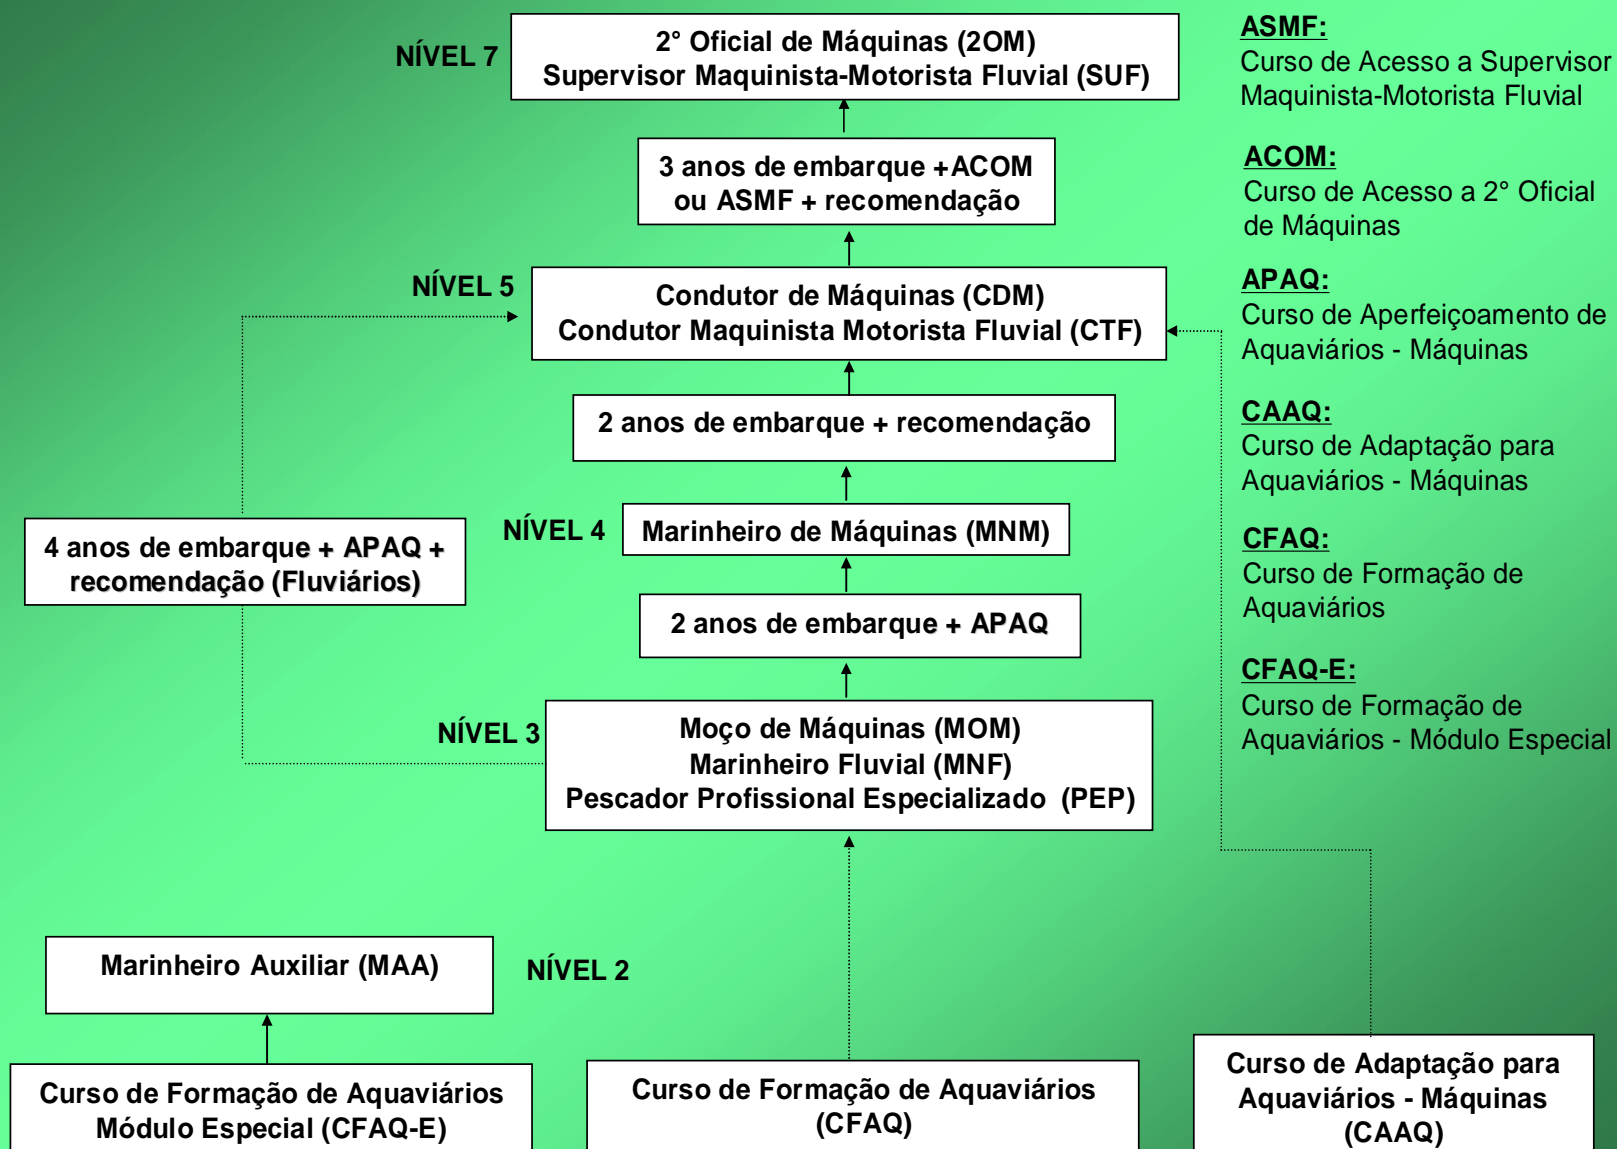 NÍVEL 7
2° Oficial de Máquinas (2OM)
Supervisor Maquinista-Motorista Fluvial (SUF)
3 anos de embarque +ACOM
ou ASMF + recomendação
NÍVEL 5
Condutor de Máquinas (CDM)
Condutor Maquinista Motorista Fluvial (CTF)
2 anos de embarque + recomendação
4 anos de embarque + APAQ +
recomendação (Fluviários)
NÍVEL 4
Marinheiro de Máquinas (MNM)
2 anos de embarque + APAQ
NÍVEL 3
Moço de Máquinas (MOM)
Marinheiro Fluvial (MNF)
Pescador Profissional Especializado (PEP)
Marinheiro Auxiliar (MAA)
NÍVEL 2
Curso de Formação de Aquaviários
Módulo Especial (CFAQ-E)
Curso de Formação de Aquaviários
(CFAQ)
Curso de Adaptação para
Aquaviários - Máquinas
(CAAQ)
ASMF:
Curso de Acesso a Supervisor
Maquinista-Motorista Fluvial
ACOM:
Curso de Acesso a 2° Oficial
de Máquinas
APAQ:
Curso de Aperfeiçoamento de
Aquaviários - Máquinas
CAAQ:
Curso de Adaptação para
Aquaviários - Máquinas
CFAQ:
Curso de Formação de
Aquaviários
CFAQ-E:
Curso de Formação de
Aquaviários - Módulo Especial